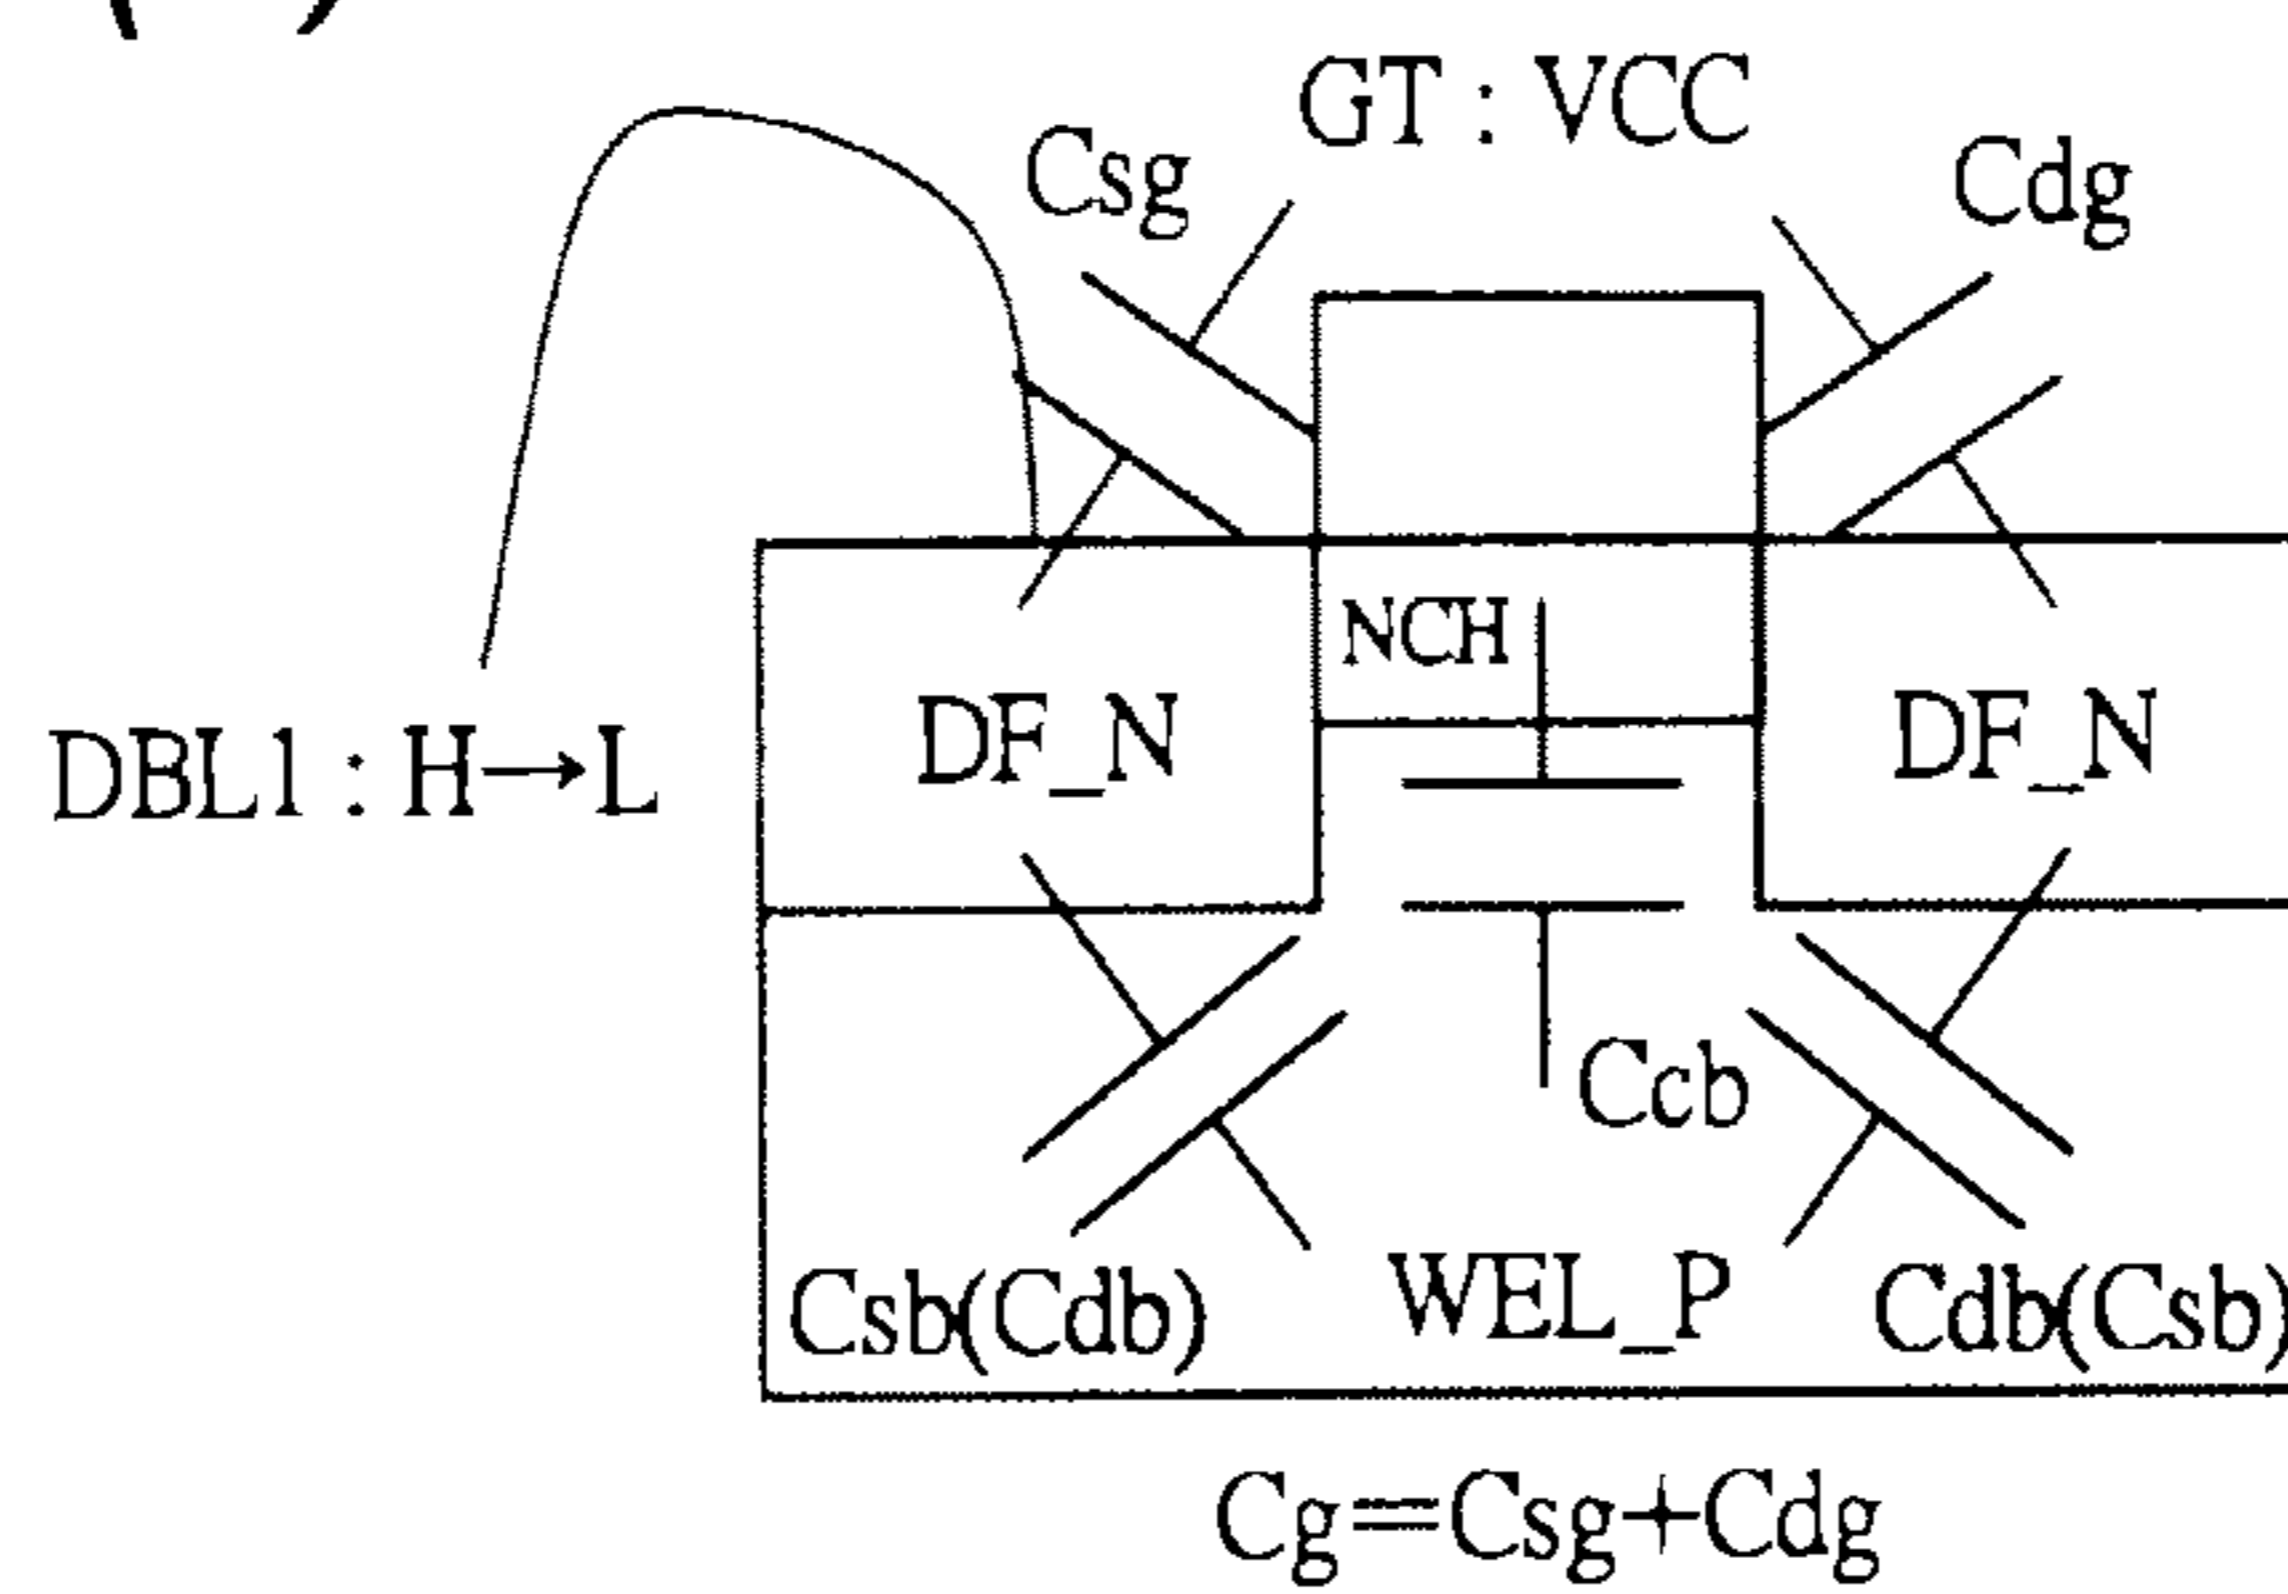 GT : VCC
Csg
Cdg
NCH
DF_N
DF_N
DBL1 : H→L
Ccb
Csb(Cdb)
WEL_P
Cdb(Csb)
Cg=Csg+Cdg